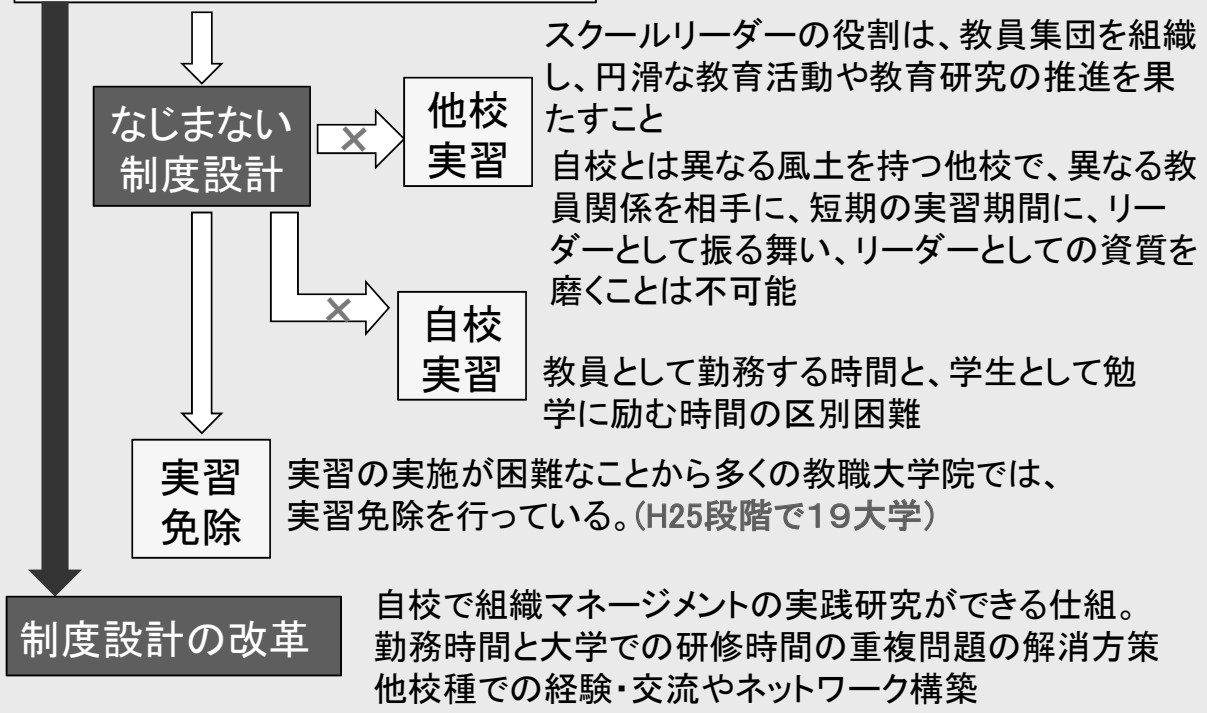 スクールリーダーの役割は、教員集団を組織
し、円滑な教育活動や教育研究の推進を果
たすこと
なじまない
制度設計
×
他校
実習
自校とは異なる風土を持つ他校で、異なる教
員関係を相手に、短期の実習期間に、リー
ダーとして振る舞い、リーダーとしての資質を
磨くことは不可能
×
自校
実習
教員として勤務する時間と、学生として勉
学に励む時間の区別困難
実習
免除
実習の実施が困難なことから多くの教職大学院では、
実習免除を行っている。(H25段階で１９大学)
制度設計の改革
自校で組織マネージメントの実践研究ができる仕組。
勤務時間と大学での研修時間の重複問題の解消方策
他校種での経験・交流やネットワーク構築